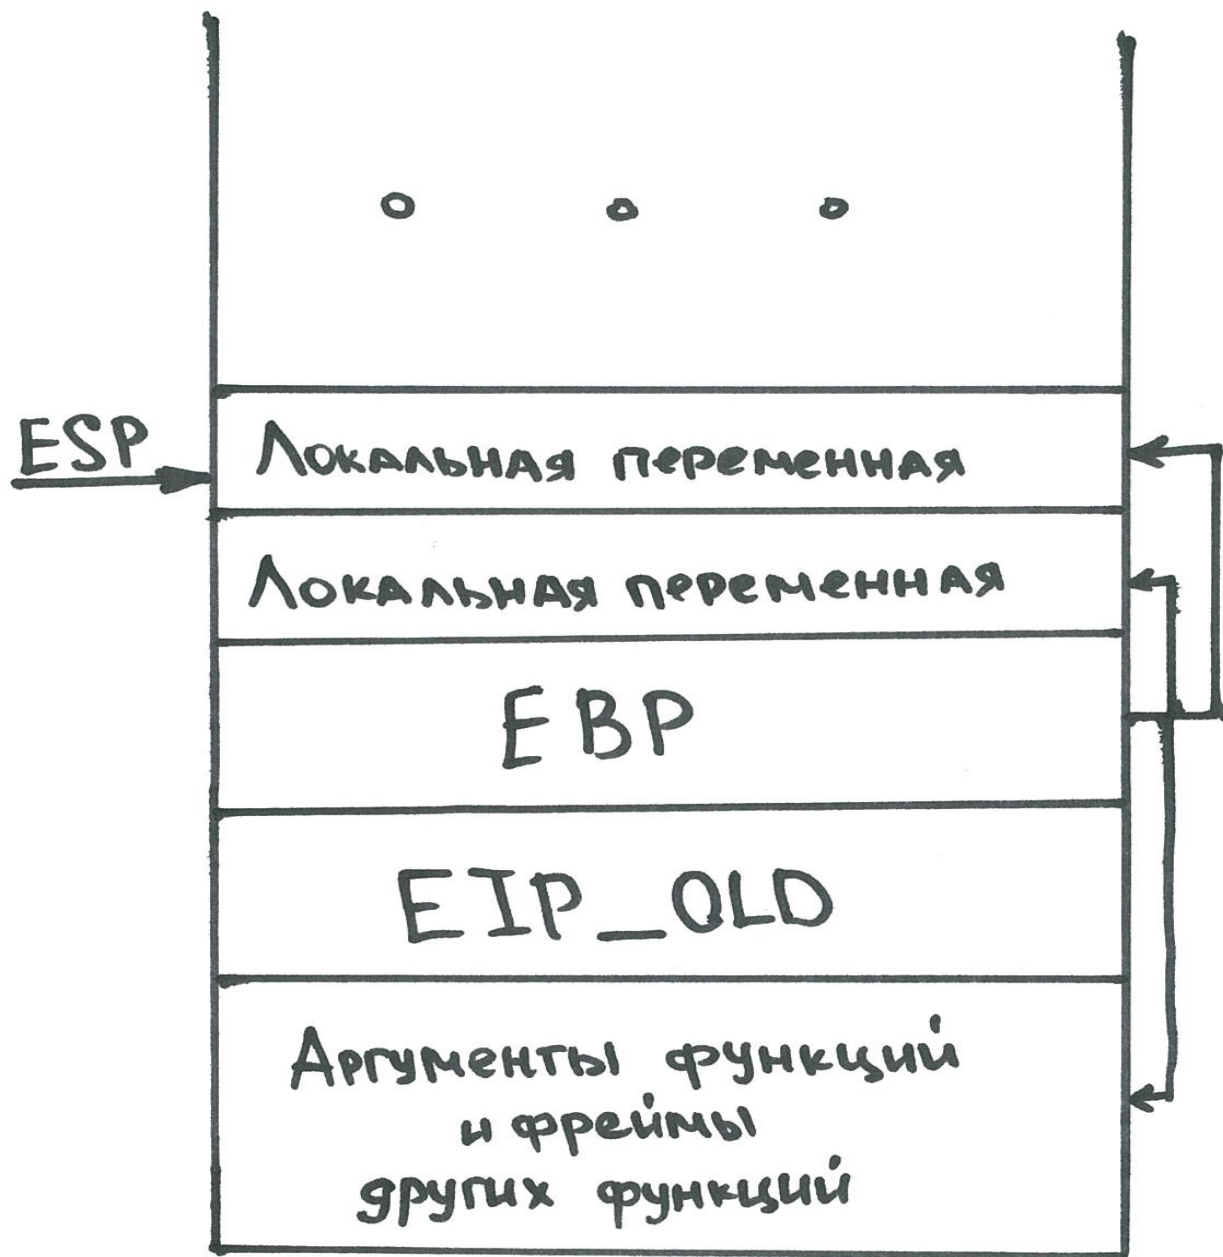 ESP
Локальная переменная
Локальная переменная
EBP
EIP_OLD
Аргументы функций
и фреймы
других функций